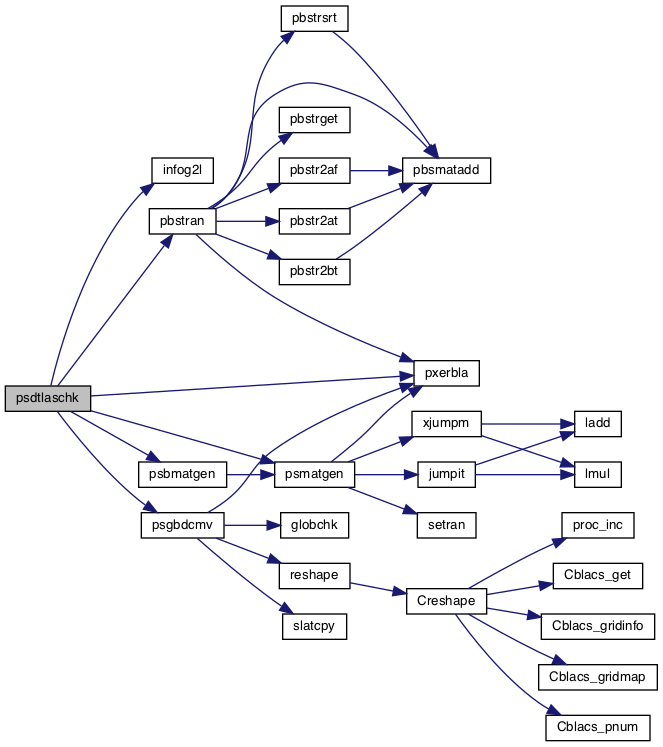 pbstrsrt
pbstrget
infog2l
pbstr2af
pbsmatadd
pbstran
pbstr2at
pbstr2bt
pxerbla
psdtlaschk
xjumpm
ladd
psbmatgen
psmatgen
jumpit
lmul
psgbdcmv
globchk
setran
proc_inc
reshape
Cblacs_get
Creshape
slatcpy
Cblacs_gridinfo
Cblacs_gridmap
Cblacs_pnum